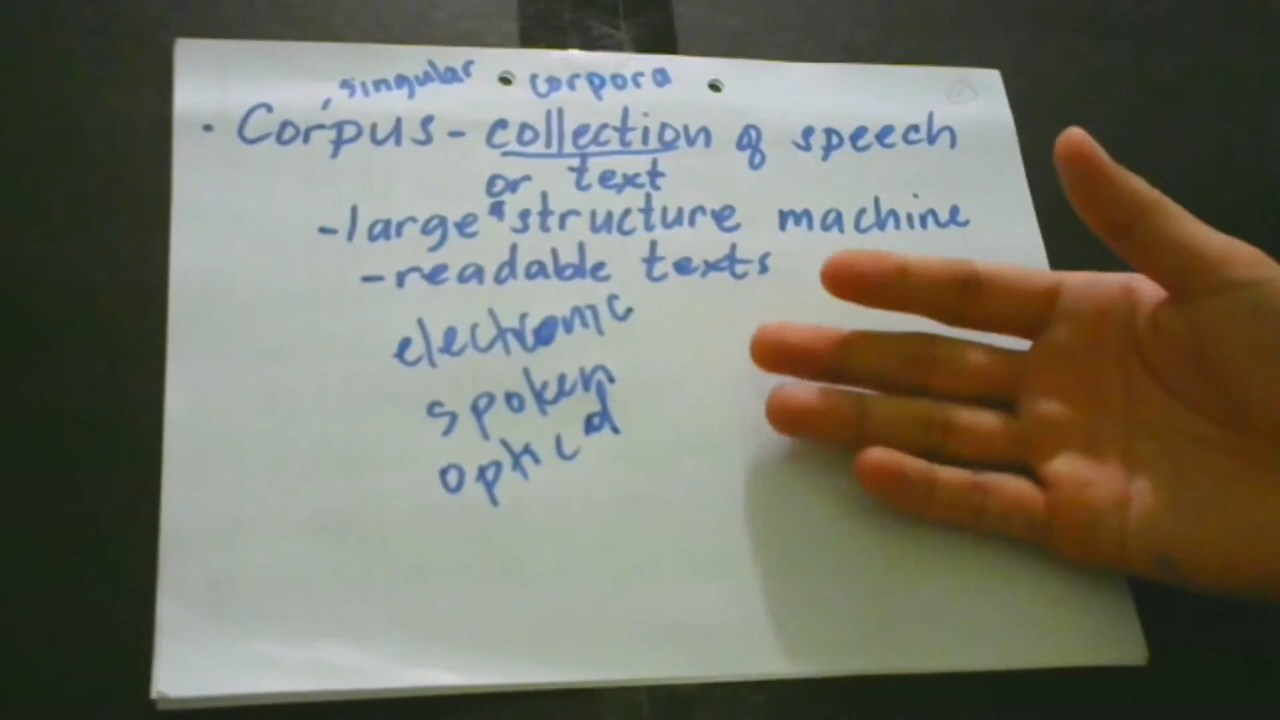 singular corpora
· Corpus - collection of speech
or text
- large structure machine
- readable texts
electronic
spoken
optical